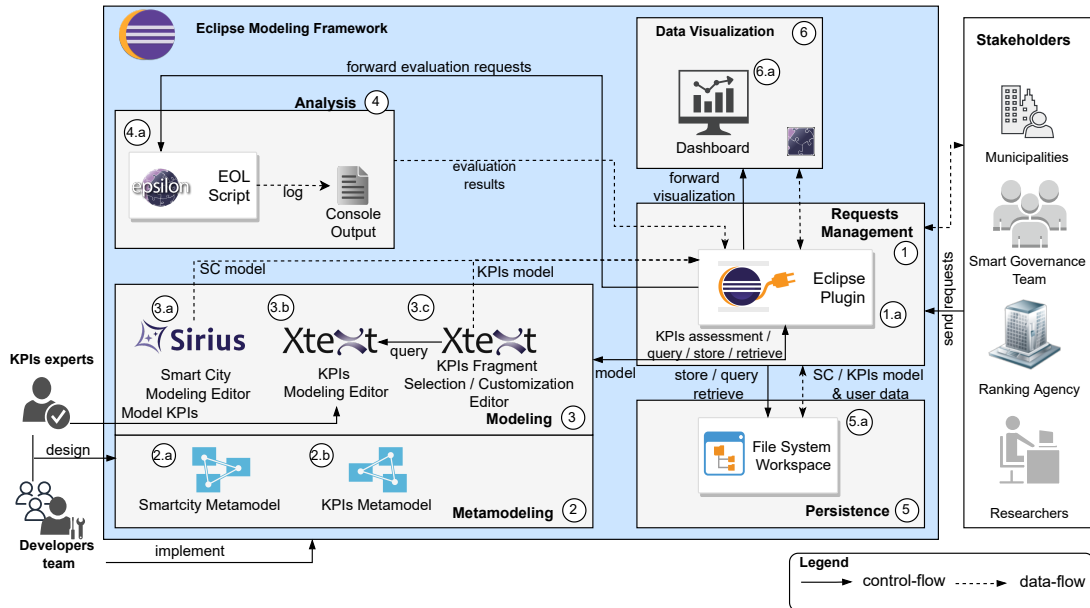 Eclipse Modeling Framework
forward evaluation requests
Analysis
4
4.a
epsilon
EOL
Script
log
Console
Output
evaluation
results
Data Visualization
6
6.a
Dashboard
forward
visualization
Requests
Management
1
Eclipse
Plugin
1.a
KPIs assessment /
query / store / retrieve
SC model
KPIs model
3.a
Sirius
Smart City
Modeling Editor
3.b
Xtext
KPIs
Modeling Editor
query
3.c
Xtext
KPIs Fragment
Selection / Customization
Editor
Modeling
3
model
Model KPIs
KPIs experts
design
Developers
team
implement
2.a
Smartcity Metamodel
2.b
KPIs Metamodel
Metamodeling
2
store / query
retrieve
SC / KPIs model
& user data
5.a
File System
Workspace
Persistence
5
send requests
Stakeholders
Municipalities
Smart Governance
Team
Ranking Agency
Researchers
Legend
control-flow
data-flow